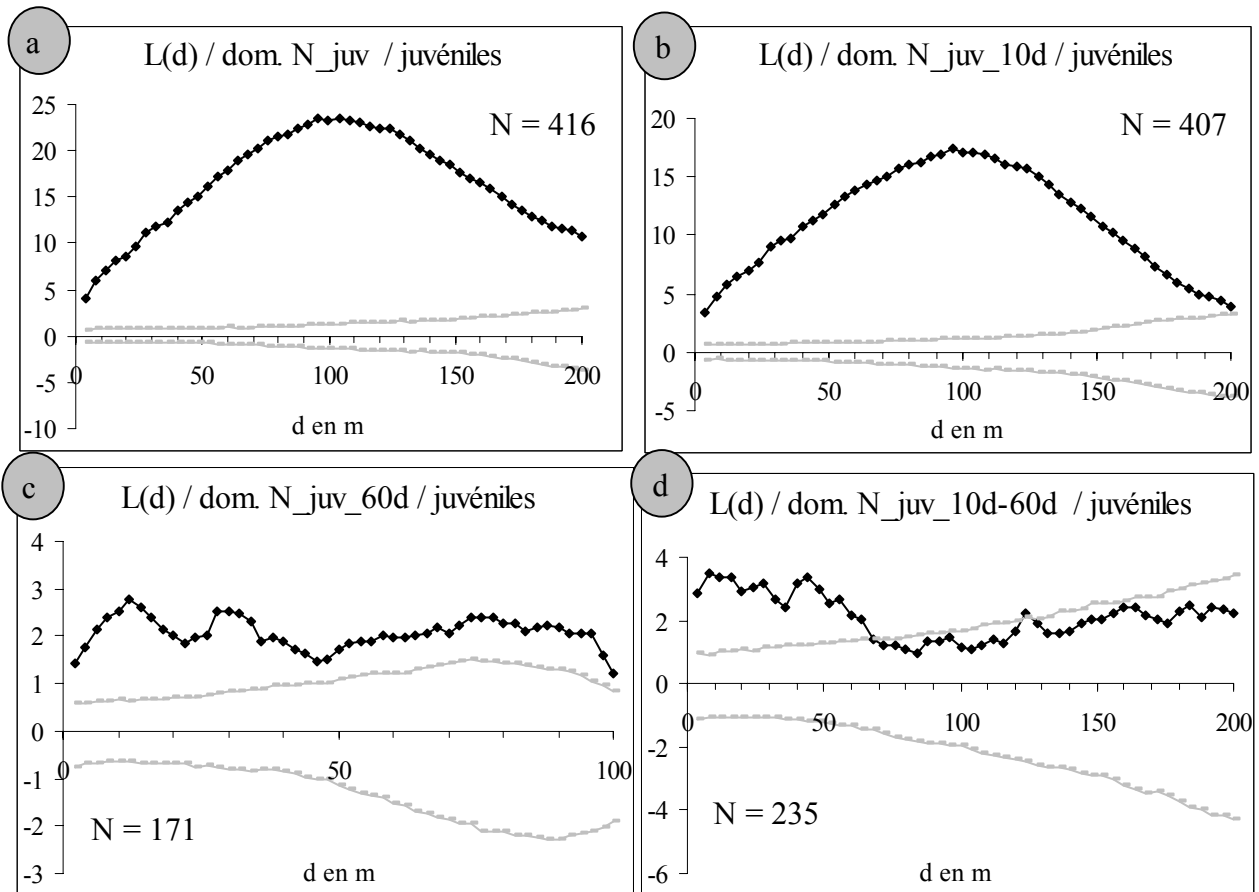 a
L(d) / dom. N_juv / juvéniles
N = 416
25
20
15
10
5
0
-5
-10
50
100
150
200
d en m
b
L(d) / dom. N_juv_10d / juvéniles
N = 407
20
15
10
5
0
-5
0
50
100
150
200
d en m
c
L(d) / dom. N_juv_60d / juvéniles
4
3
2
1
0
-1
-2
-3
0
50
100
N = 171
d en m
d
L(d) / dom. N_juv_10d-60d / juvéniles
4
2
0
-2
-4
-6
0
50
100
150
200
N = 235
d en m